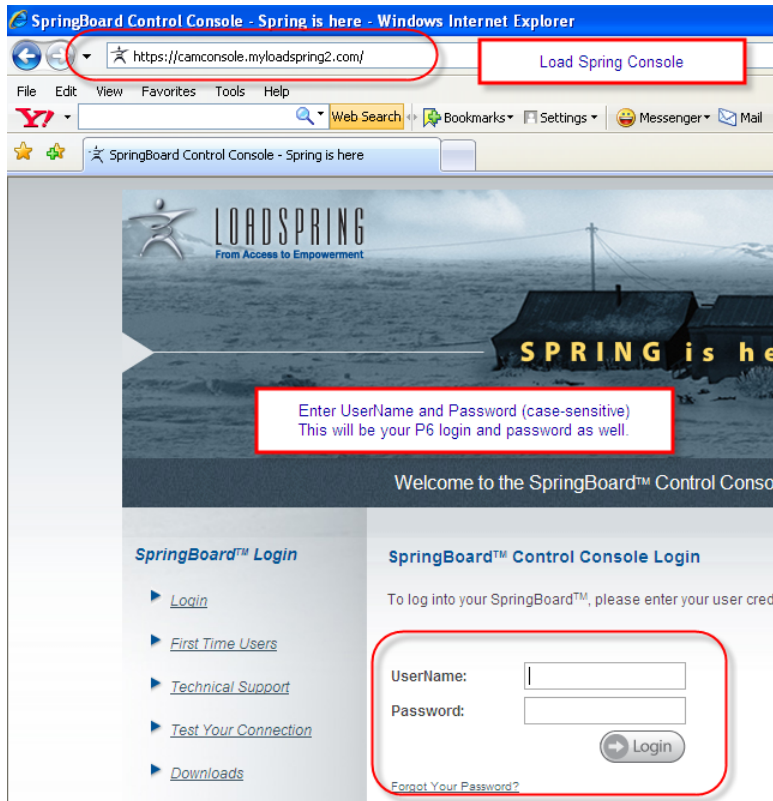 SpringBoard Control Console - Spring is here - Windows Internet Explorer
https://camconsole.myloadspring2.com/
Load Spring Console
File Edit View Favorites Tools Help
Y! Web Search Bookmarks Settings Messenger Mail
SpringBoard Control Console - Spring is here
LOADSPRING
From Access to Empowerment
SPRING is he
Enter UserName and Password (case-sensitive)
This will be your P6 login and password as well.
Welcome to the SpringBoard™ Control Conso
SpringBoard™ Login
SpringBoard™ Control Console Login
Login
To log into your SpringBoard™, please enter your user cred
First Time Users
Technical Support
Test Your Connection
Downloads
UserName:
Password:
Login
Forgot Your Password?